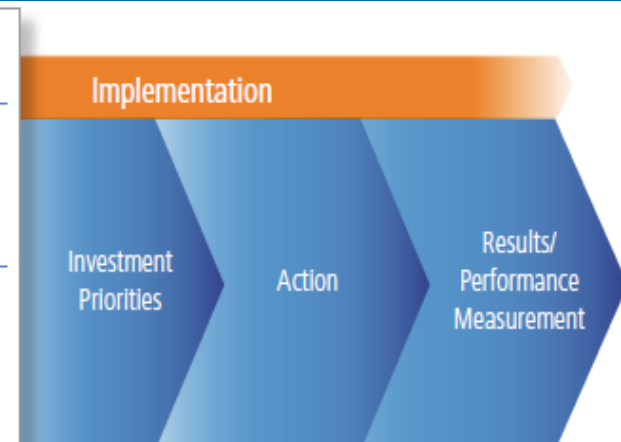 Implementation
Investment
Priorities
Action
Results/
Performance
Measurement